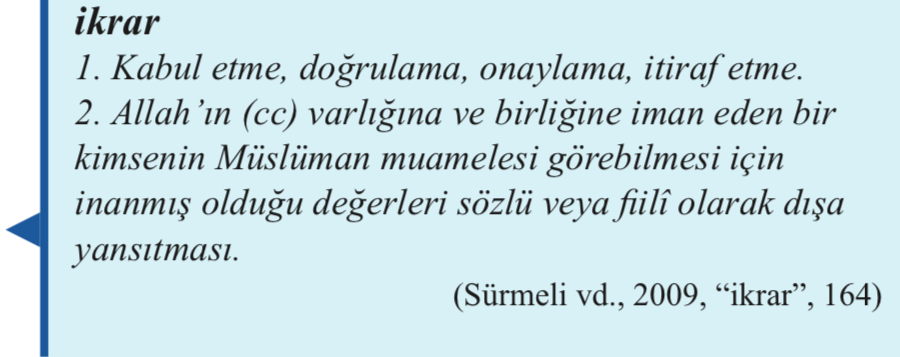 ikrar
1. Kabul etme, doğrulama, onaylama, itiraf etme.
2. Allah’ın (cc) varlığına ve birliğine iman eden bir
kimsenin Müslüman muamelesi görebilmesi için
inanmış olduğu değerleri sözlü veya fiilî olarak dışa
yansıtması.
(Sürmeli vd., 2009, “ikrar”, 164)